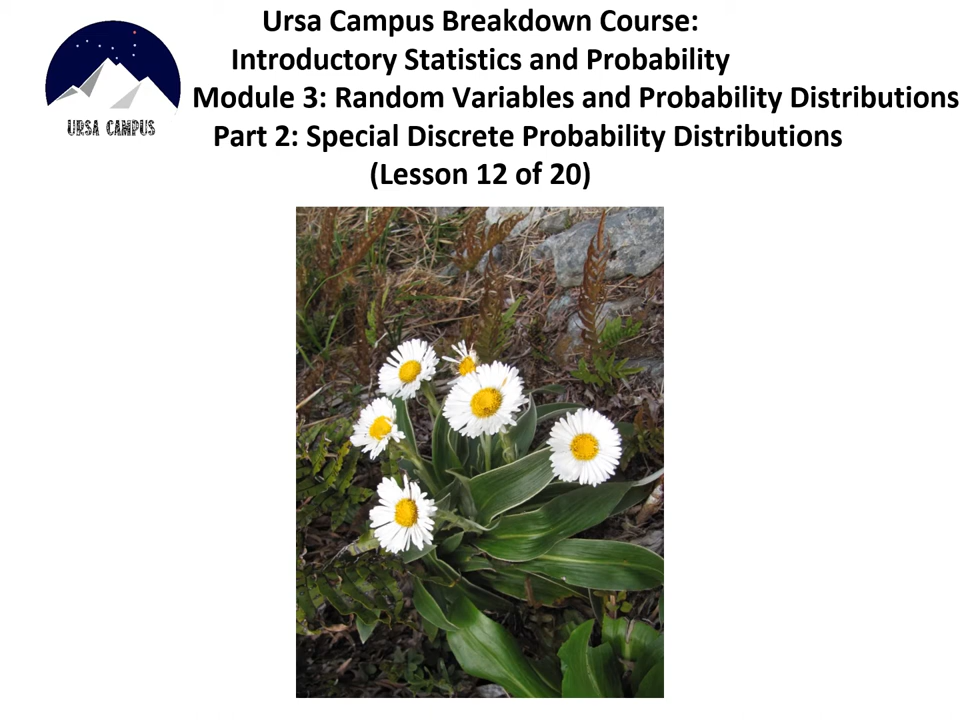 Ursa Campus Breakdown Course:
Introductory Statistics and Probability
Module 3: Random Variables and Probability Distributions
Part 2: Special Discrete Probability Distributions
(Lesson 12 of 20)
URSA CAMPUS